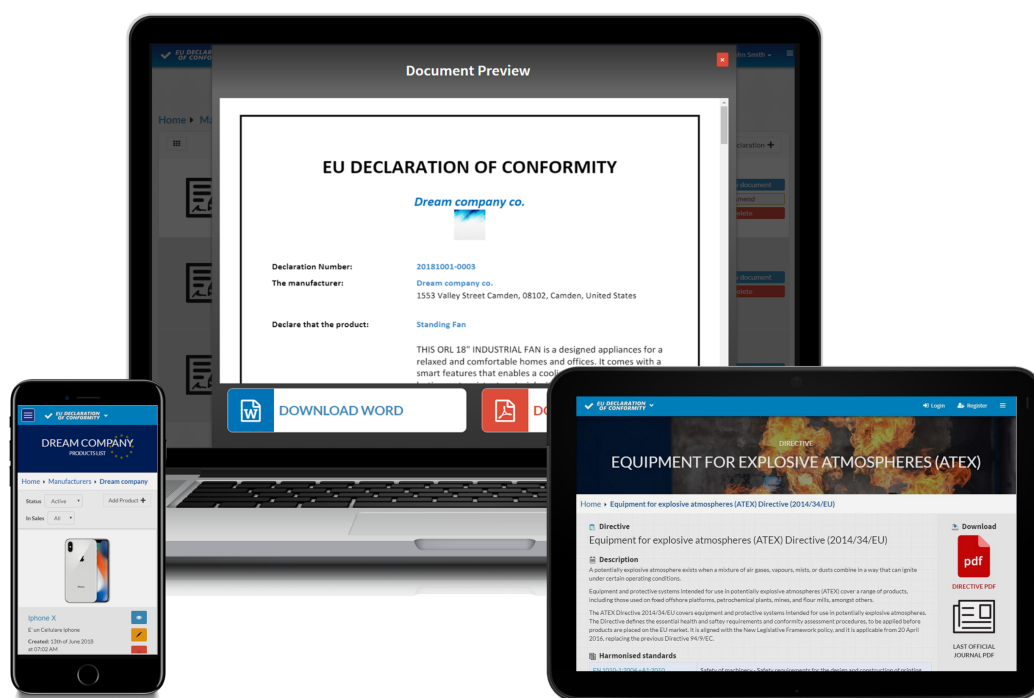 EU DECLARATION
OF CONFORMITY
John Smith
Document Preview
×
Home
EU DECLARATION OF CONFORMITY
Dream company co.
Declaration Number: 20181001-0003
The manufacturer: Dream company co.
1553 Valley Street Camden, 08102, Camden, United States
Declare that the product: Standing Fan
THIS ORL 18" INDUSTRIAL FAN is a designed appliances for a
relaxed and comfortable homes and offices. It comes with a
smart features that enables a
DOWNLOAD WORD
EU DECLARATION
OF CONFORMITY
DREAM COMPANY
PRODUCTS LIST
Home Manufacturers Dream company
Status Active Add Product +
In Sales All
Iphone X
E' un Cellulare Iphone
Created: 13th of June 2018
at 07:02 AM
EU DECLARATION
OF CONFORMITY
Login Register
DIRECTIVE
EQUIPMENT FOR EXPLOSIVE ATMOSPHERES (ATEX)
Home Equipment for explosive atmospheres (ATEX) Directive (2014/34/EU)
Directive
Equipment for explosive atmospheres (ATEX) Directive (2014/34/EU)
Description
A potentially explosive atmosphere exists when a mixture of air gases, vapours, mists, or dusts combine in a way that can ignite
under certain operating conditions.
Equipment and protective systems intended for use in potentially explosive atmospheres (ATEX) cover a range of products,
including those used on fixed offshore platforms, petrochemical plants, mines, and flour mills, amongst others.
The ATEX Directive 2014/34/EU covers equipment and protective systems intended for use in potentially explosive atmospheres.
The Directive defines the essential health and saftey requirements and conformity assessment procedures, to be applied before
products are placed on the EU market. It is aligned with the New Legislative Framework policy, and it is applicable from 20 April
2016, replacing the previous Directive 94/9/EC.
Harmonised standards
Download
pdf
DIRECTIVE PDF
LAST OFFICIAL
JOURNAL PDF